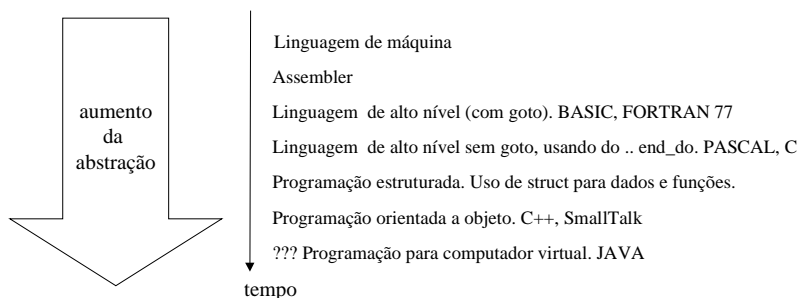 aumento
da
abstração
Linguagem de máquina
Assembler
Linguagem de alto nível (com goto). BASIC, FORTRAN 77
Linguagem de alto nível sem goto, usando do .. end_do. PASCAL, C
Programação estruturada. Uso de struct para dados e funções.
Programação orientada a objeto. C++, SmallTalk
??? Programação para computador virtual. JAVA
tempo